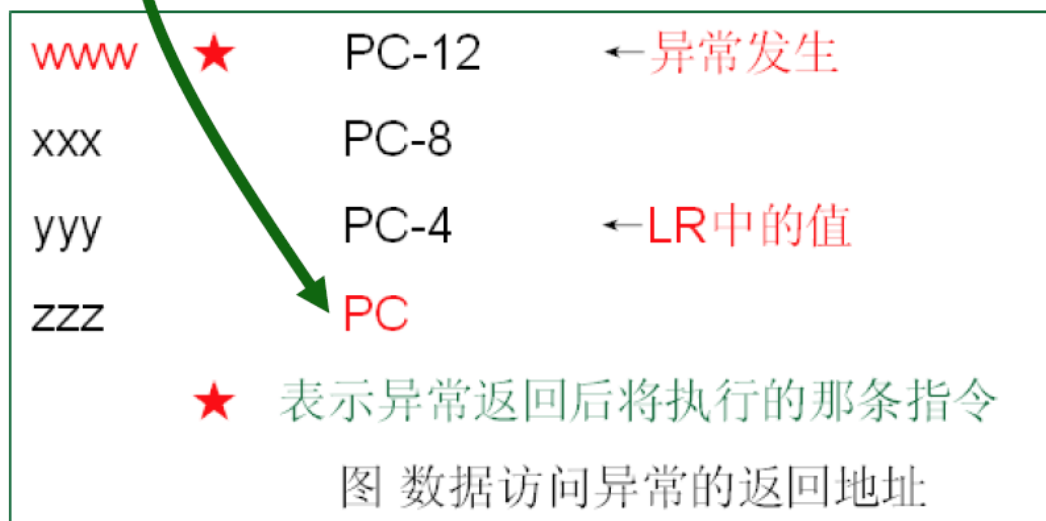 www ★ PC-12 ←异常发生
xxx PC-8
yyy PC-4 ←LR中的值
zzz PC
★ 表示异常返回后将执行的那条指令
图 数据访问异常的返回地址